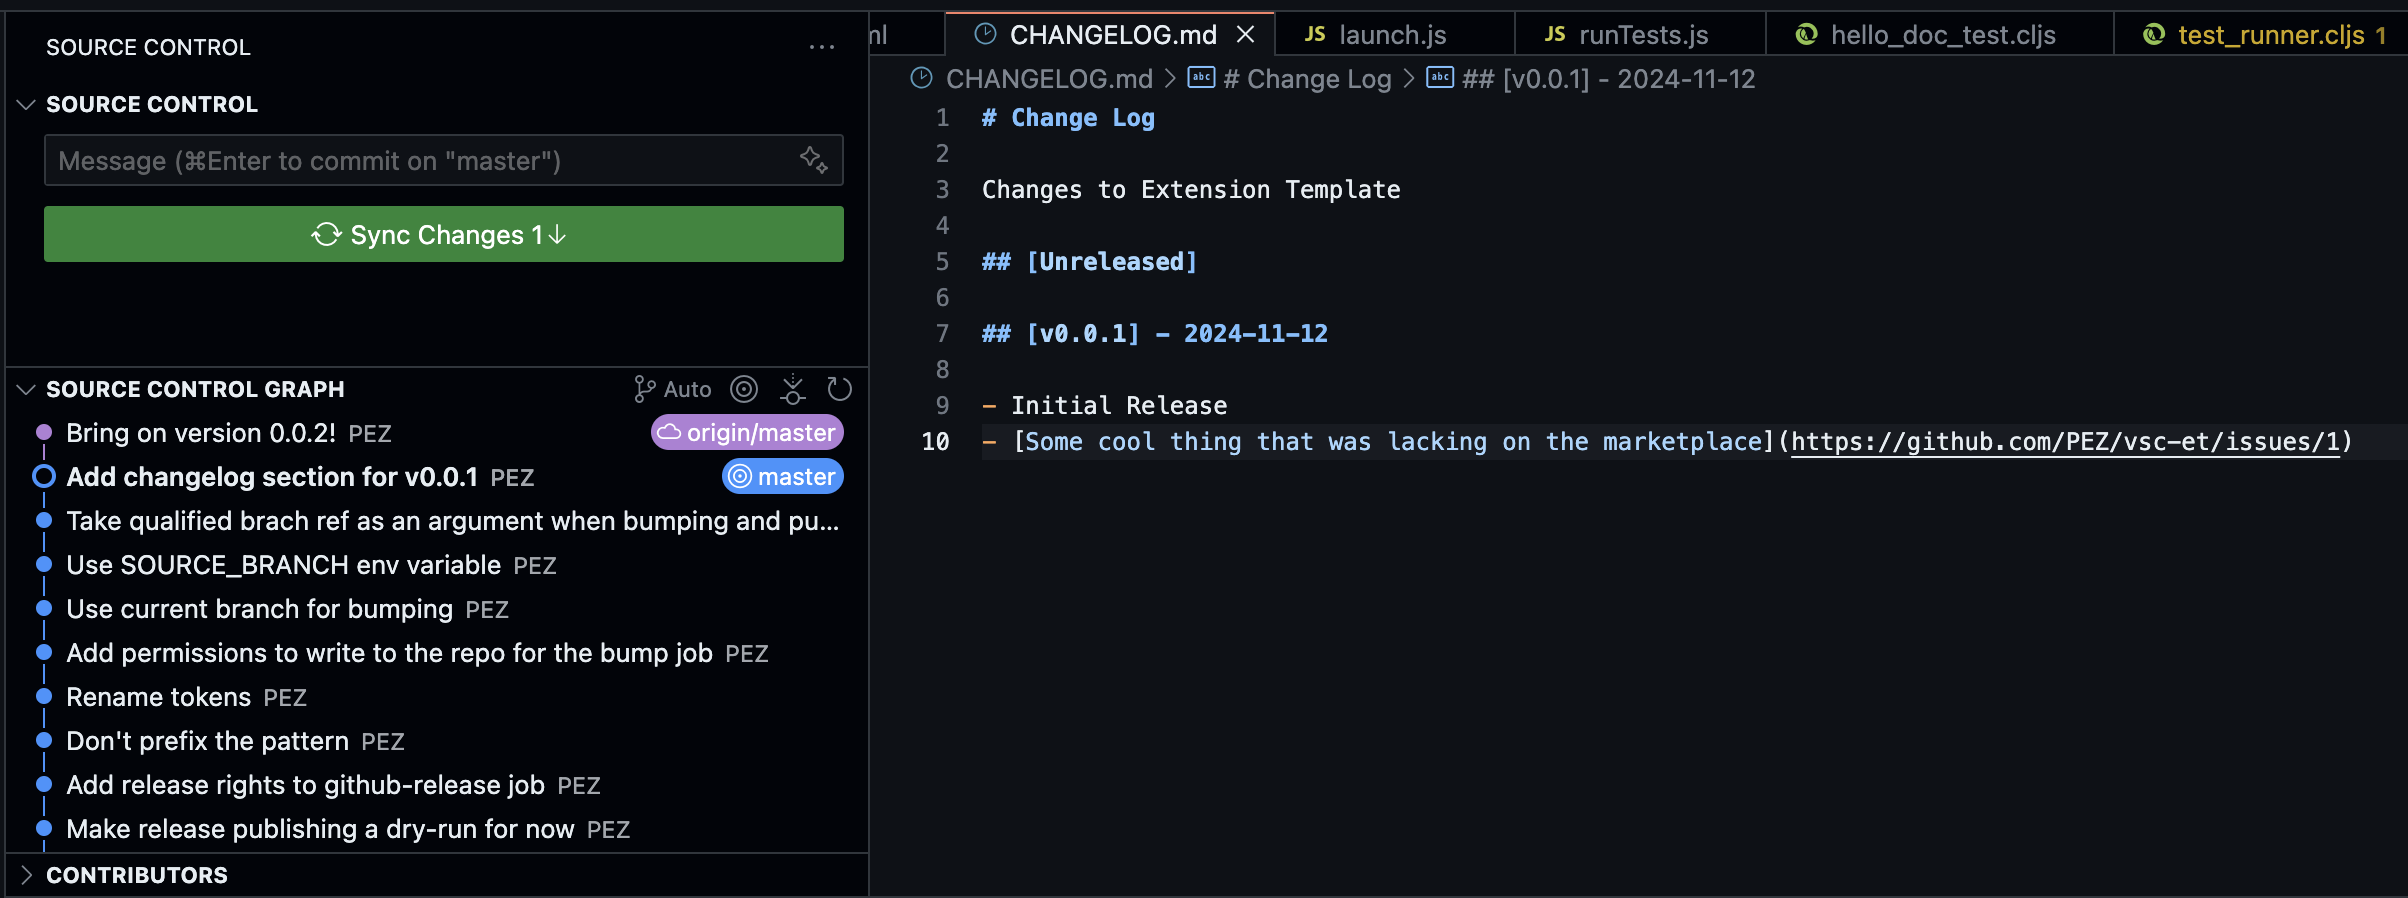 SOURCE CONTROL
SOURCE CONTROL
Message (⌘Enter to commit on "master")
Sync Changes 1↓
SOURCE CONTROL GRAPH
Auto
Bring on version 0.0.2! PEZ origin/master
Add changelog section for v0.0.1 PEZ master
Take qualified brach ref as an argument when bumping and pu...
Use SOURCE_BRANCH env variable PEZ
Use current branch for bumping PEZ
Add permissions to write to the repo for the bump job PEZ
Rename tokens PEZ
Don't prefix the pattern PEZ
Add release rights to github-release job PEZ
Make release publishing a dry-run for now PEZ
CONTRIBUTORS
CHANGELOG.md
JS launch.js
JS runTests.js
hello_doc_test.cljs
test_runner.cljs 1
CHANGELOG.md > abc # Change Log > abc ## [v0.0.1] - 2024-11-12
1 # Change Log
2
3 Changes to Extension Template
4
5 ## [Unreleased]
6
7 ## [v0.0.1] - 2024-11-12
8
9 - Initial Release
10 - [Some cool thing that was lacking on the marketplace](https://github.com/PEZ/vsc-et/issues/1)